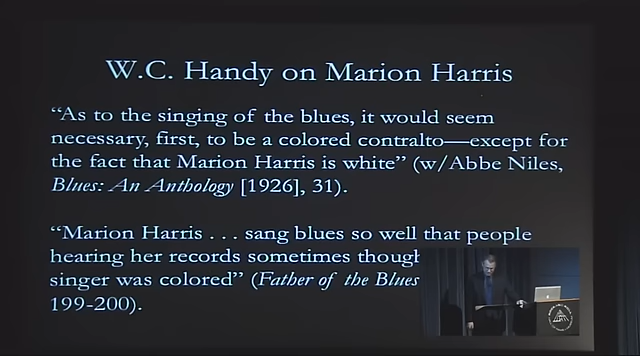 W.C. Handy on Marion Harris
“As to the singing of the blues, it would seem
necessary, first, to be a colored contralto—except for
the fact that Marion Harris is white” (w/Abbe Niles,
Blues: An Anthology [1926], 31).
“Marion Harris . . . sang blues so well that people
hearing her records sometimes
singer was colored” (Father of the Blues
199-200).